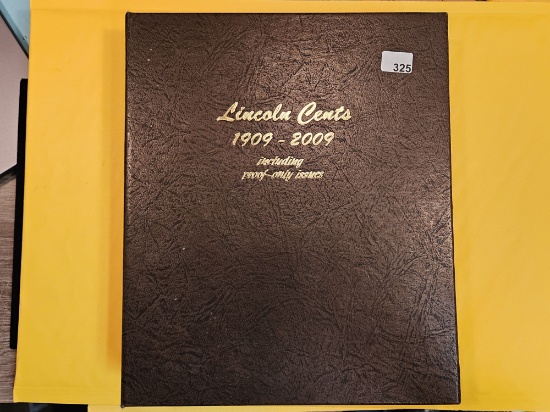 325
Lincoln Cents
1909 - 2009
including
proof-only issues